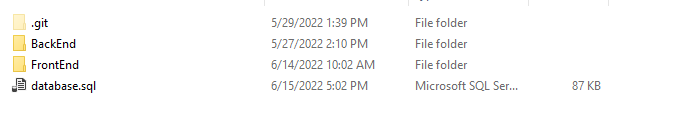 .git 5/29/2022 1:39 PM File folder
BackEnd 5/27/2022 2:10 PM File folder
FrontEnd 6/14/2022 10:02 AM File folder
database.sql 6/15/2022 5:02 PM Microsoft SQL Ser... 87 KB